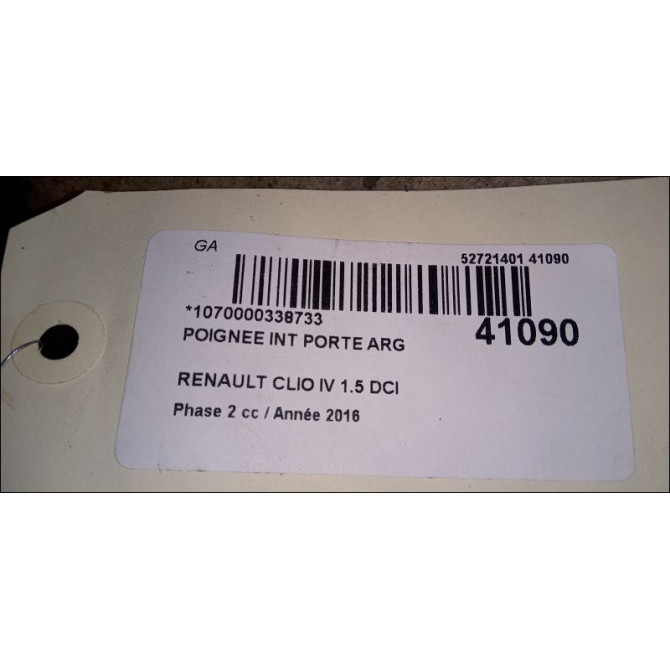 GA
52721401 41090
*1070000338733
41090
POIGNEE INT PORTE ARG
RENAULT CLIO IV 1.5 DCI
Phase 2 cc / Année 2016